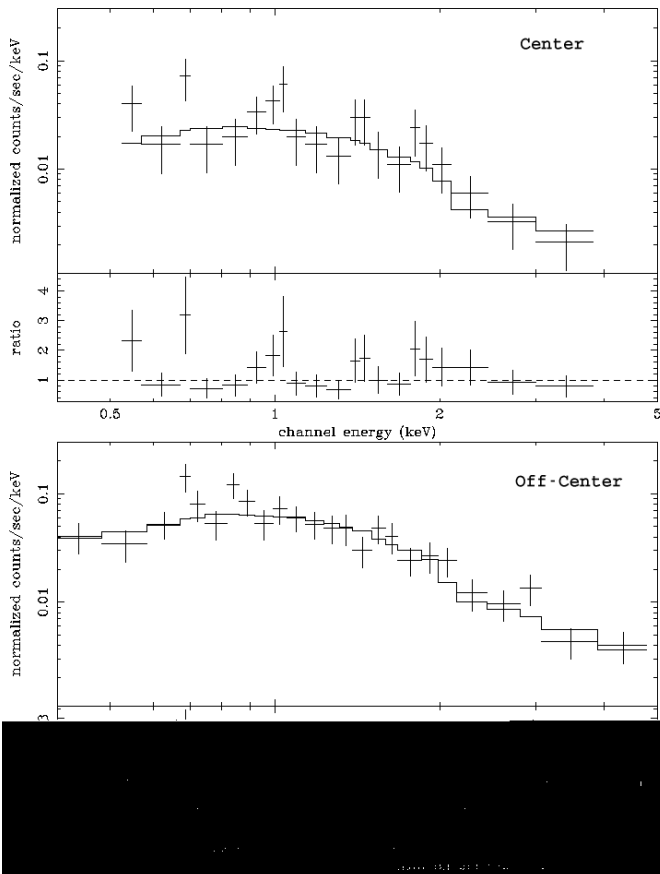 Center
0.1
0.01
normalized counts/sec/keV
4
3
2
1
ratio
0.5
1
2
5
channel energy (keV)
Off-Center
0.1
0.01
normalized counts/sec/keV
3